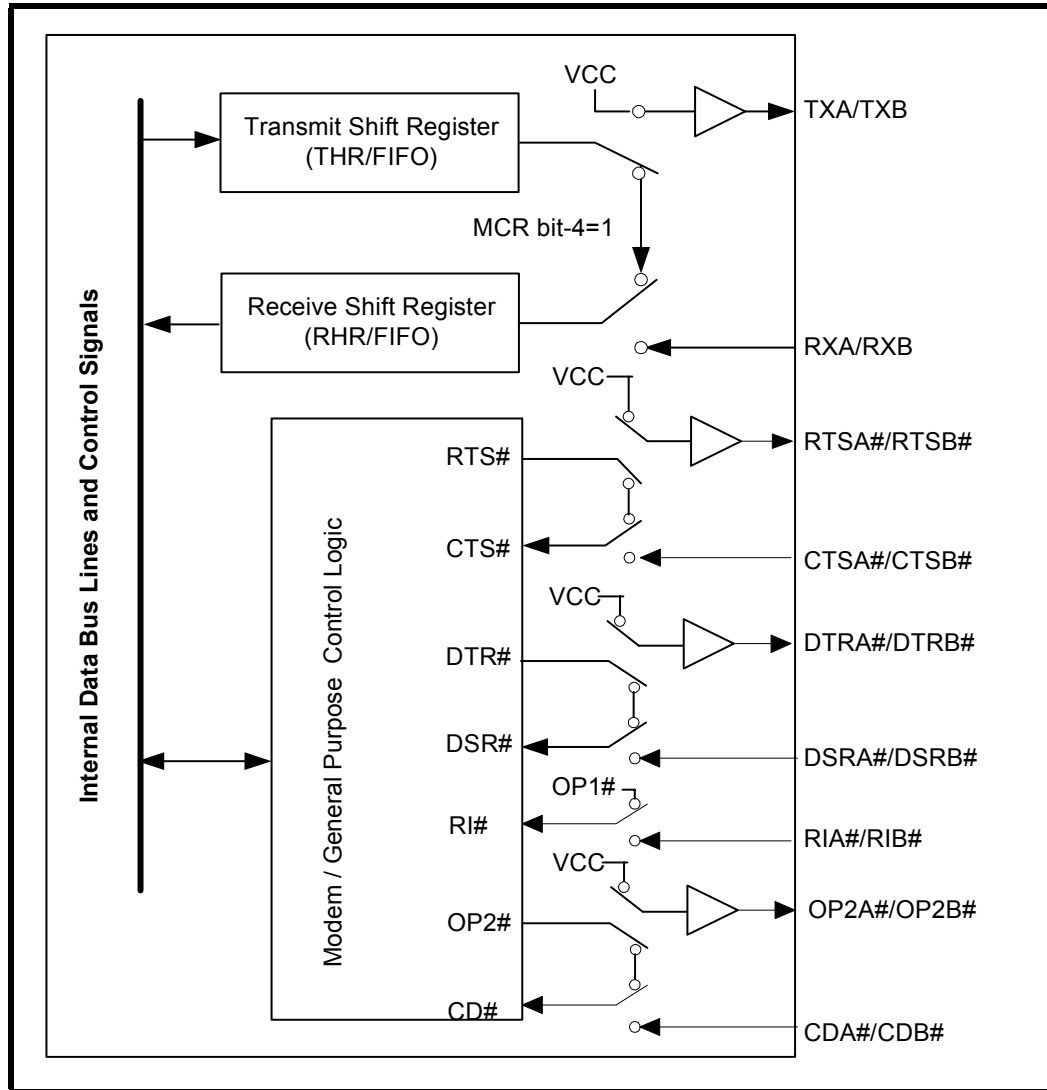 VCC
TXA/TXB
Transmit Shift Register
(THR/FIFO)
MCR bit-4=1
Receive Shift Register
(RHR/FIFO)
RXA/RXB
VCC
RTSA#/RTSB#
RTS#
CTS#
CTSA#/CTSB#
VCC
DTRA#/DTRB#
DTR#
DSR#
DSRA#/DSRB#
OP1#
RI#
RIA#/RIB#
VCC
OP2A#/OP2B#
OP2#
CD#
CDA#/CDB#
Internal Data Bus Lines and Control Signals
Modem / General Purpose Control Logic